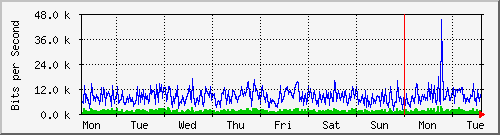 Bits per Second
48.0 k
36.0 k
24.0 k
12.0 k
0.0 k
Mon Tue Wed Thu Fri Sat Sun Mon Tue